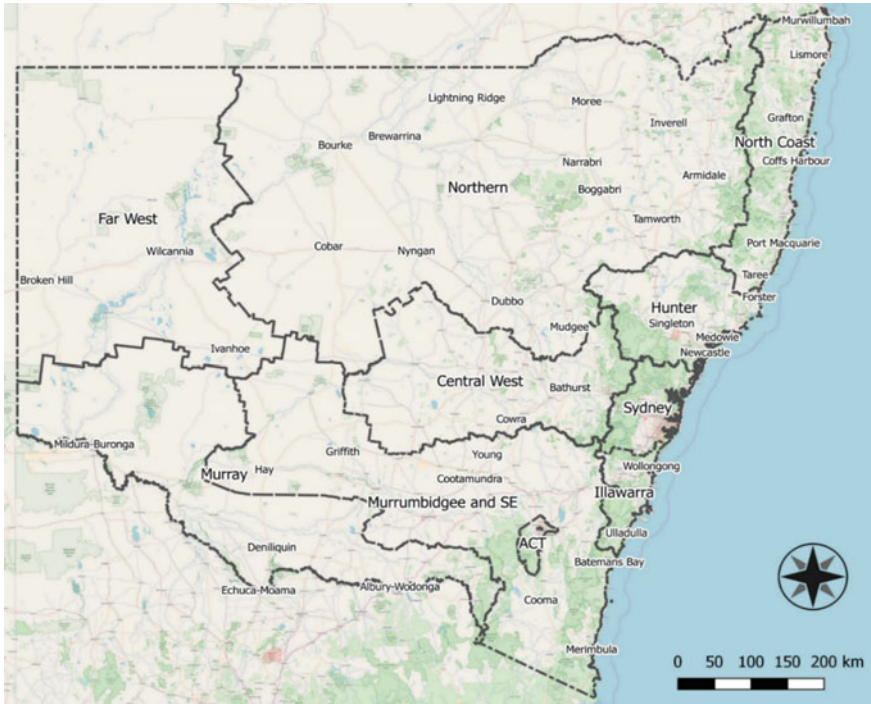 Murwillumbah
Lismore
Lightning Ridge
Moree
Inverell
Grafton
Brewarrina
Bourke
North Coast
Coffs Harbour
Narrabri
Armidale
Northern
Boggabri
Far West
Tamworth
Wilcannia
Cobar
Nyngan
Port Macquarie
Broken Hill
Taree
Forster
Dubbo
Hunter
Mudgee
Singleton
Medowie
Ivanhoe
Newcastle
Central West
Bathurst
Sydney
Cowra
Mildura-Buronga
Griffith
Young
Murray
Hay
Wollongong
Cootamundra
Illawarra
Murrumbidgee and SE
Ulladulla
Deniliquin
ACT
Batemans Bay
Echuca-Moama
Albury-Wodonga
Cooma
Merimbula
0 50 100 150 200 km